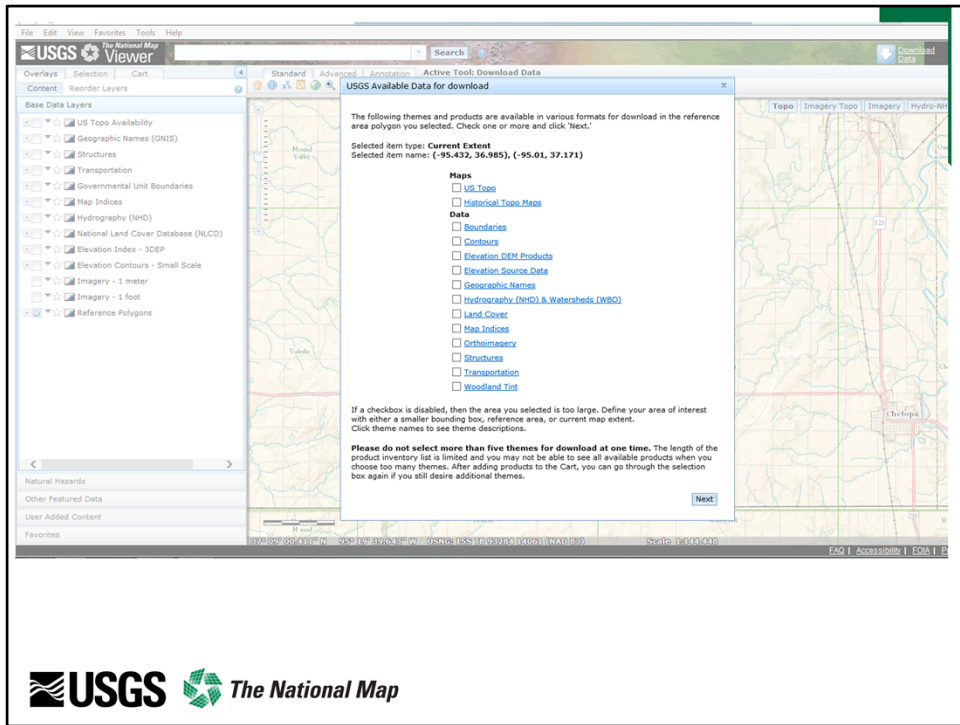 File Edit View Favorites Tools Help
USGS The National Map Viewer
Search
Download Data
Overlays Selection Cart
Standard Advanced Annotation Active Tool: Download Data
Content Reorder Layers
Base Data Layers
US Topo Availability
Geographic Names (GNIS)
Structures
Transportation
Governmental Unit Boundaries
Map Indices
Hydrography (NHD)
National Land Cover Database (NLCD)
Elevation Index - 3DEP
Elevation Contours - Small Scale
Imagery - 1 meter
Imagery - 1 foot
Reference Polygons
Natural Hazards
Other Featured Data
User Added Content
Favorites
USGS Available Data for download x
The following themes and products are available in various formats for download in the reference
area polygon you selected. Check one or more and click 'Next.'
Selected item type: Current Extent
Selected item name: (-95.432, 36.985), (-95.01, 37.171)
Maps
US Topo
Historical Topo Maps
Data
Boundaries
Contours
Elevation DEM Products
Elevation Source Data
Geographic Names
Hydrography (NHD) & Watersheds (WBD)
Land Cover
Map Indices
Orthoimagery
Structures
Transportation
Woodland Tint
If a checkbox is disabled, then the area you selected is too large. Define your area of interest
with either a smaller bounding box, reference area, or current map extent.
Click theme names to see theme descriptions.
Please do not select more than five themes for download at one time. The length of the
product inventory list is limited and you may not be able to see all available products when you
choose too many themes. After adding products to the Cart, you can go through the selection
box again if you still desire additional themes.
Next
Topo Imagery Topo Imagery Hydro-NH
Mound
Valley
Valeda
Chetopa
Scale 1:144,448
FAQ | Accessibility | FOIA | P
USGS The National Map